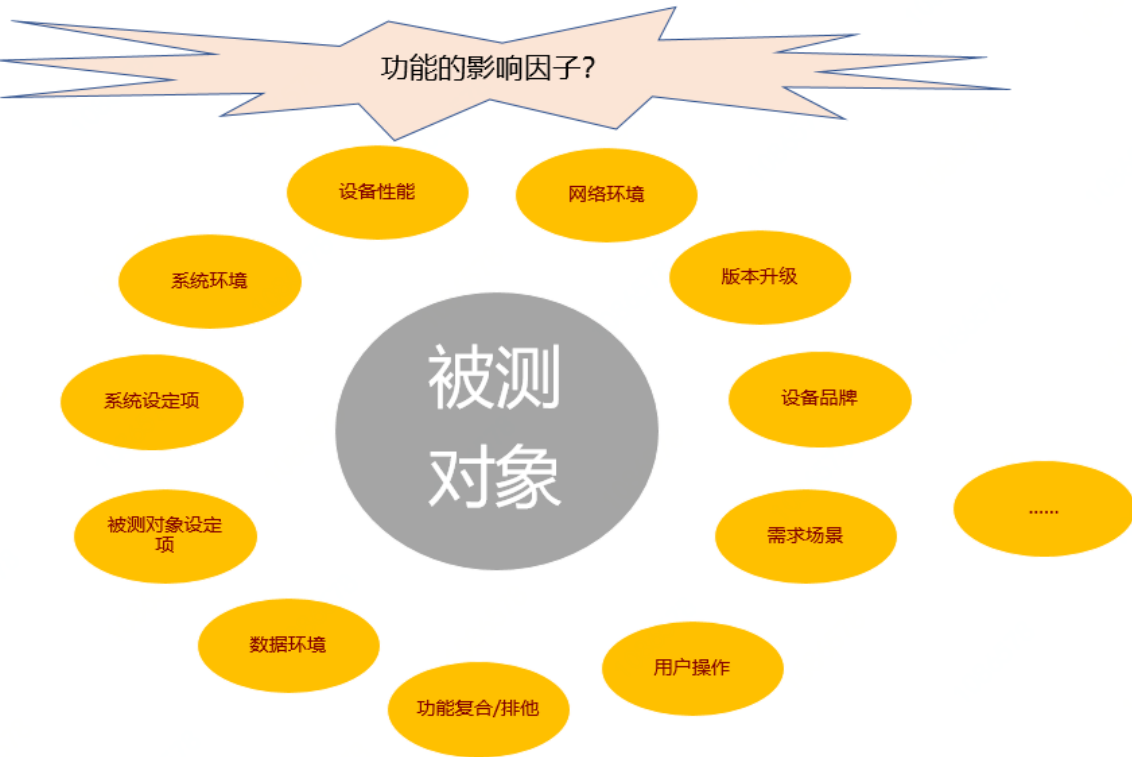 功能的影响因子?
设备性能
网络环境
系统环境
版本升级
被测
对象
系统设定项
设备品牌
……
被测对象设定
项
需求场景
数据环境
用户操作
功能复合/排他